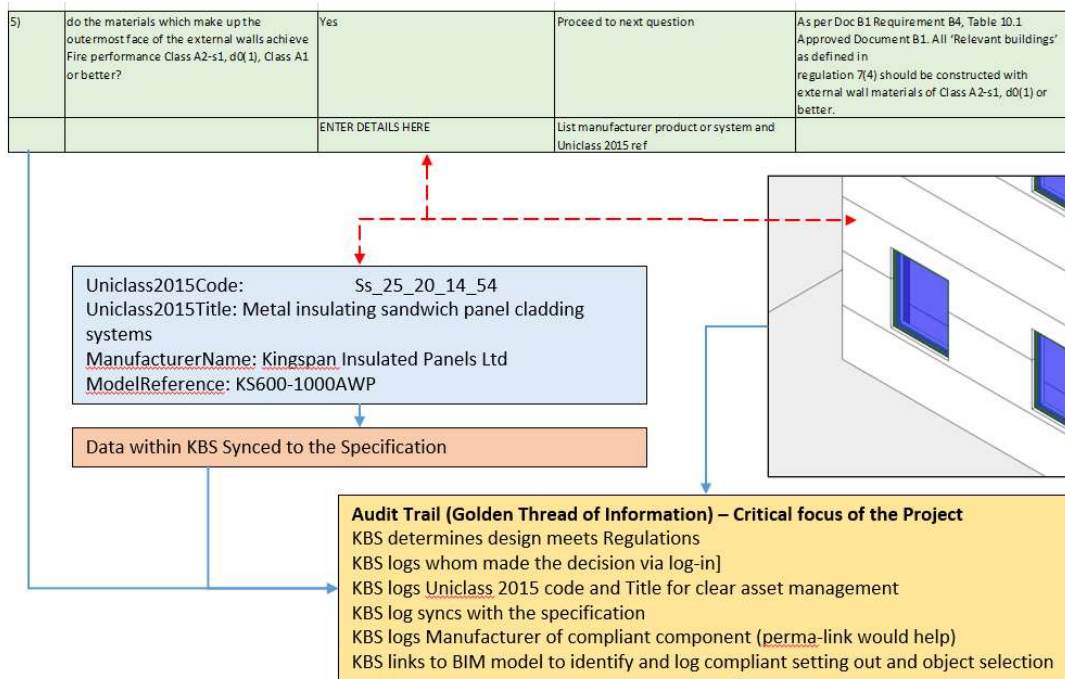 5)
do the materials which make up the
outermost face of the external walls achieve
Fire performance Class A2-s1, d0(1), Class A1
or better?
Yes
Proceed to next question
As per Doc B1 Requirement B4, Table 10.1
Approved Document B1. All ‘Relevant buildings’
as defined in
regulation 7(4) should be constructed with
external wall materials of Class A2-s1, d0(1) or
better.
ENTER DETAILS HERE
List manufacturer product or system and
Uniclass 2015 ref
Uniclass2015Code: Ss_25_20_14_54
Uniclass2015Title: Metal insulating sandwich panel cladding
systems
ManufacturerName: Kingspan Insulated Panels Ltd
ModelReference: KS600-1000AWP
Data within KBS Synced to the Specification
Audit Trail (Golden Thread of Information) – Critical focus of the Project
KBS determines design meets Regulations
KBS logs whom made the decision via log-in]
KBS logs Uniclass 2015 code and Title for clear asset management
KBS log syncs with the specification
KBS logs Manufacturer of compliant component (perma-link would help)
KBS links to BIM model to identify and log compliant setting out and object selection